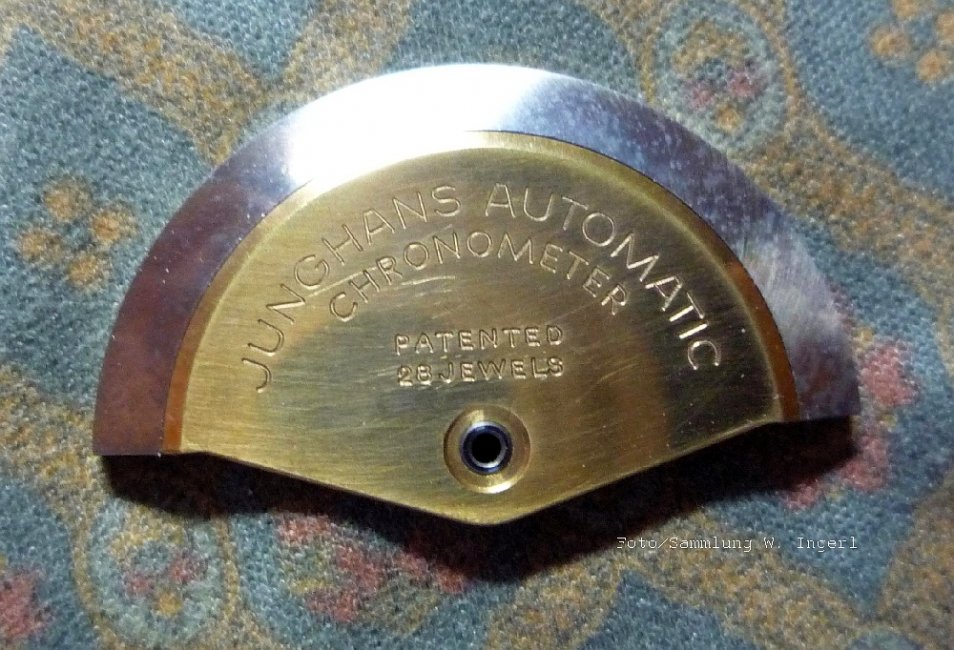 JUNGHANS AUTOMATIC
CHRONOMETER
PATENTED
28 JEWELS
Foto/Sammlung W. Ingerl